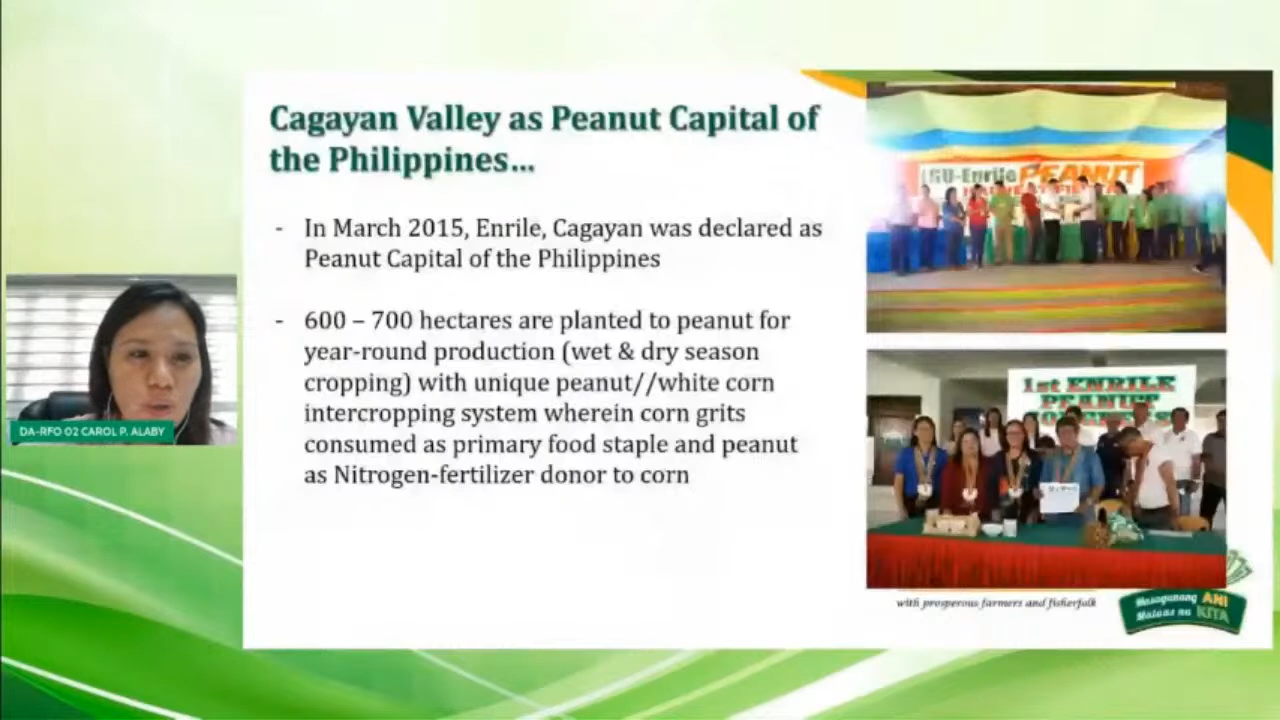 Cagayan Valley as Peanut Capital of
the Philippines...
- In March 2015, Enrile, Cagayan was declared as
Peanut Capital of the Philippines
- 600 – 700 hectares are planted to peanut for
year-round production (wet & dry season
cropping) with unique peanut//white corn
intercropping system wherein corn grits
consumed as primary food staple and peanut
as Nitrogen-fertilizer donor to corn
DA-RFO 02 CAROL P. ALABY
LGU-Enrile PEANUT
1st ENRILE
PEANUT
with prosperous farmers and fisherfolk
Masaganang ANI
Mataas na KITA